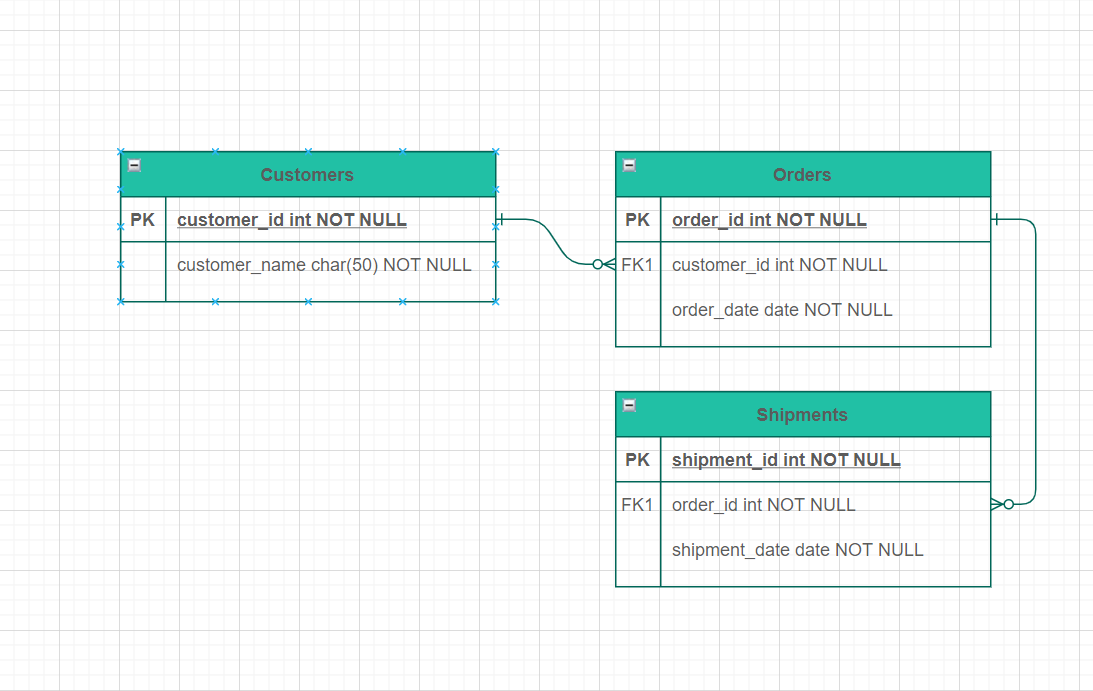 Customers
PK customer_id int NOT NULL
customer_name char(50) NOT NULL
Orders
PK order_id int NOT NULL
FK1 customer_id int NOT NULL
order_date date NOT NULL
Shipments
PK shipment_id int NOT NULL
FK1 order_id int NOT NULL
shipment_date date NOT NULL